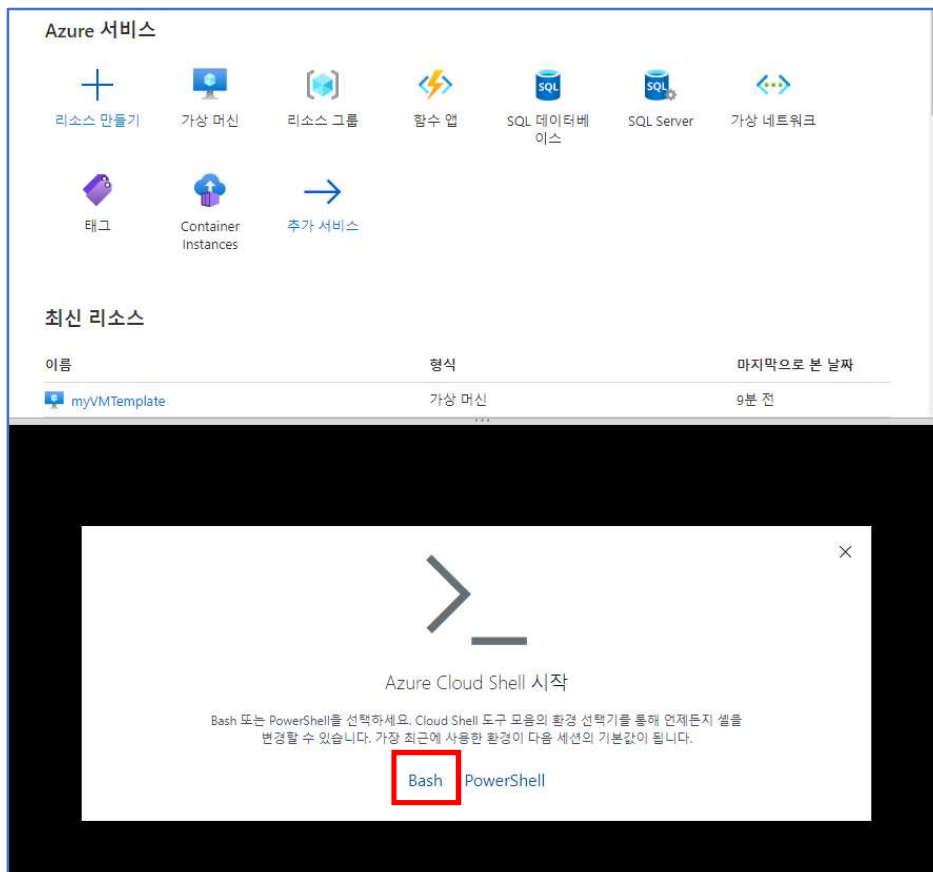 Azure 서비스
리소스 만들기
가상 머신
리소스 그룹
함수 앱
SQL 데이터베
이스
SQL Server
가상 네트워크
태그
Container
Instances
추가 서비스
최신 리소스
이름 형식 마지막으로 본 날짜
myVMTemplate 가상 머신 9분 전
Azure Cloud Shell 시작
Bash 또는 PowerShell을 선택하세요. Cloud Shell 도구 모음의 환경 선택기를 통해 언제든지 셸을
변경할 수 있습니다. 가장 최근에 사용한 환경이 다음 세션의 기본값이 됩니다.
Bash PowerShell